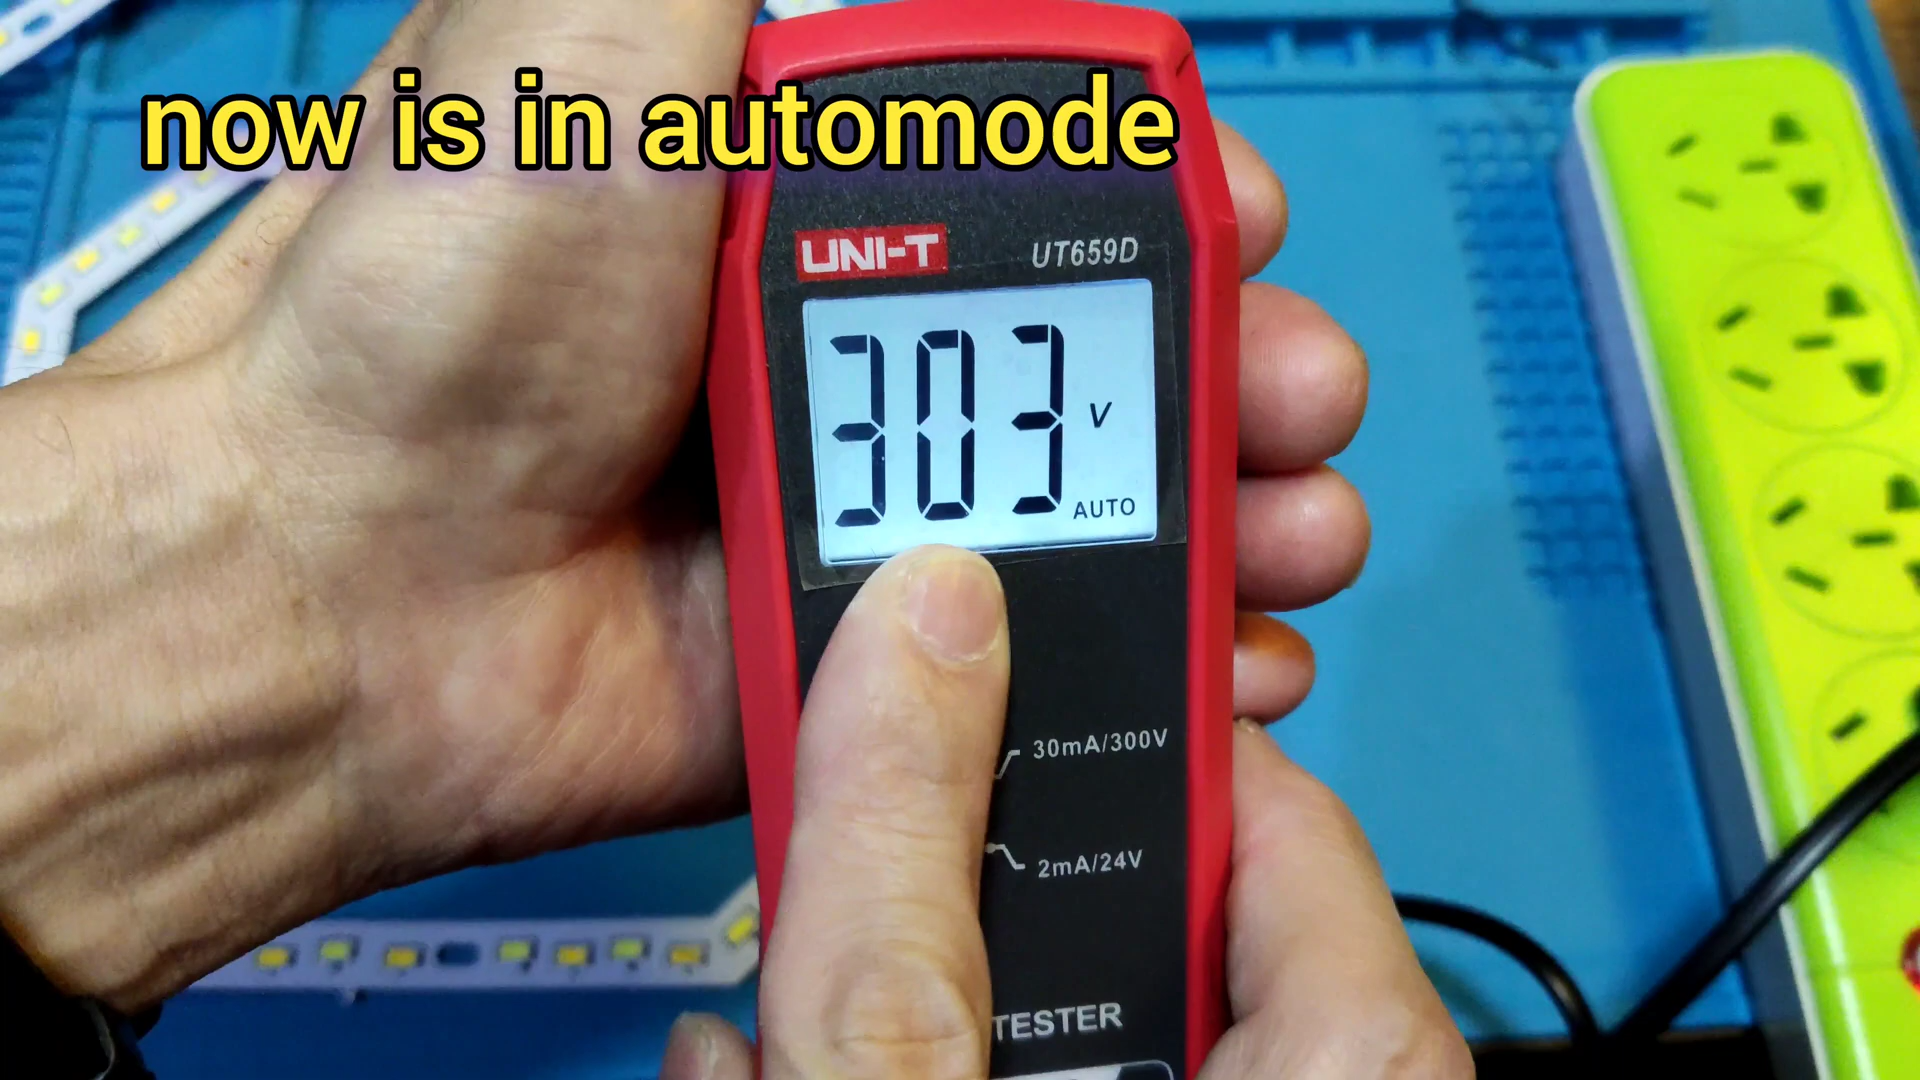 now is in automode
UNI-T UT659D
303 V
AUTO
30mA/300V
2mA/24V
TESTER